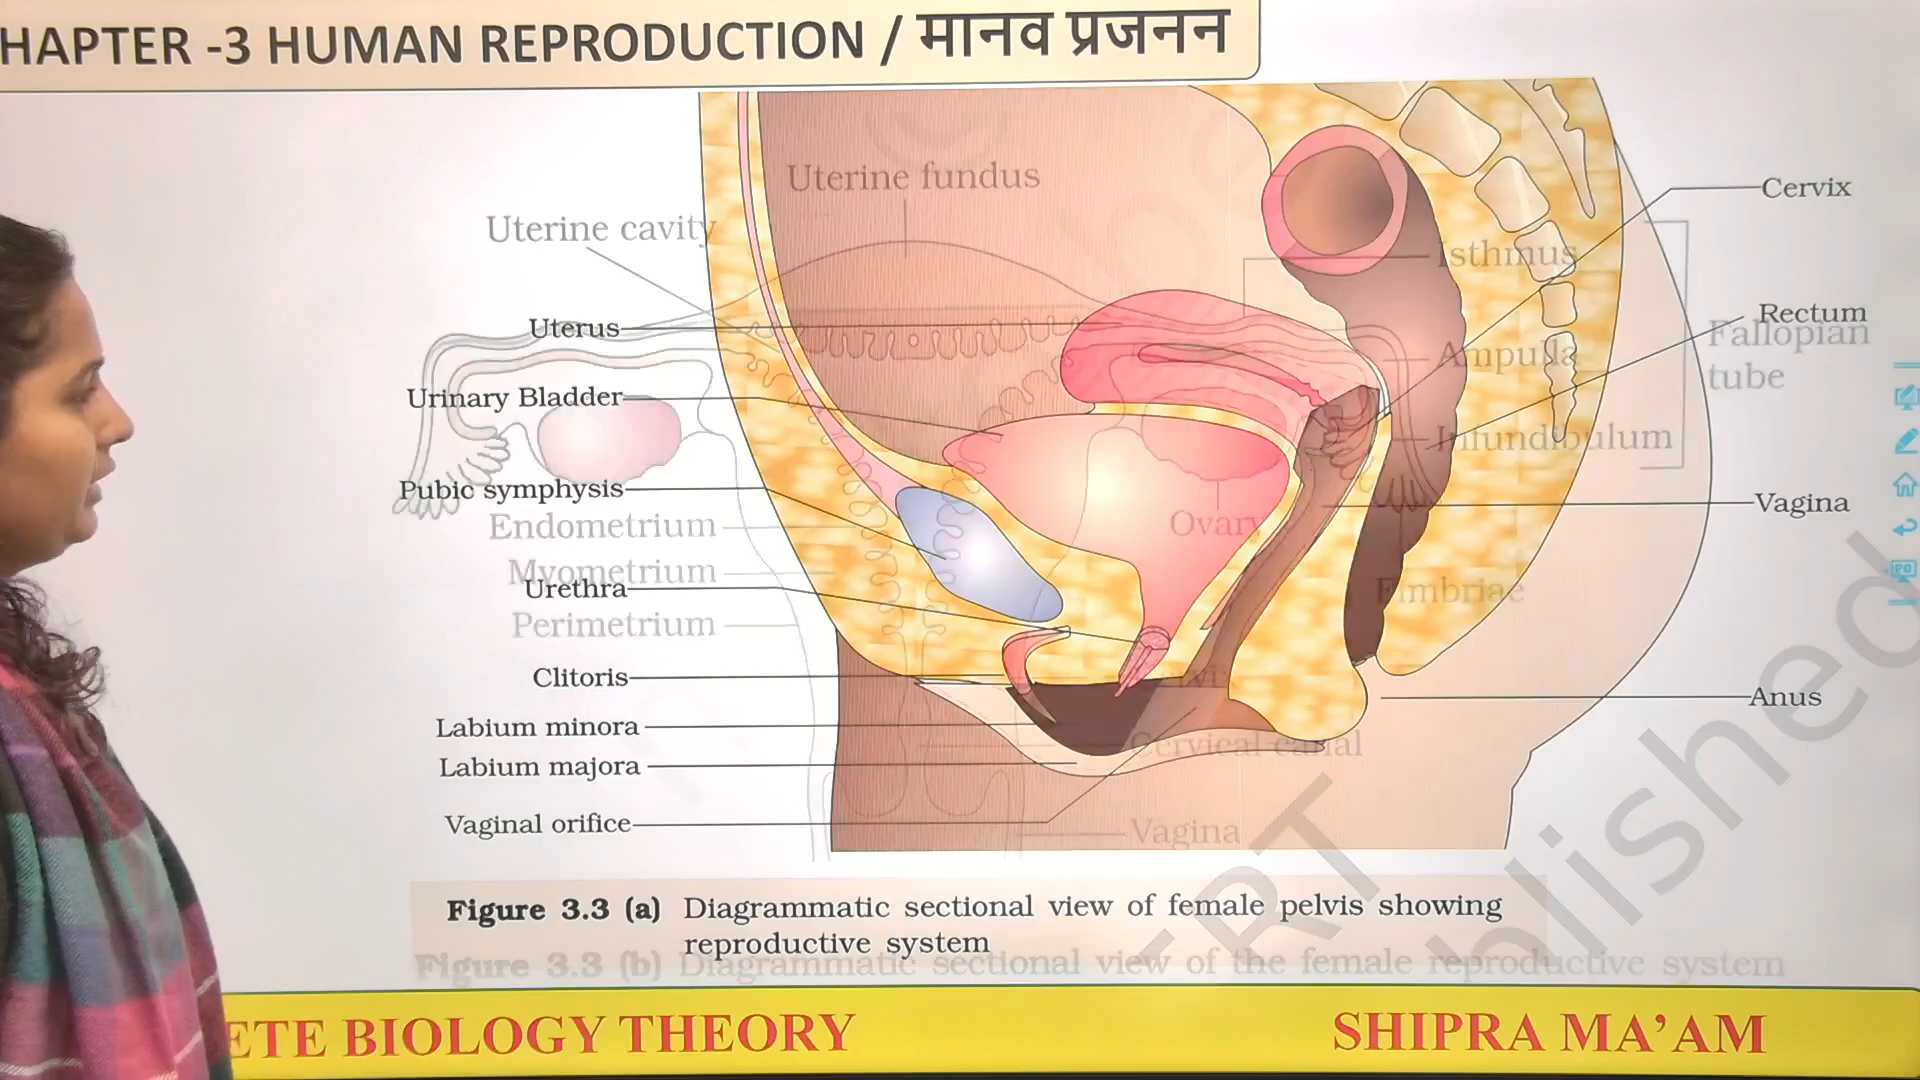 HAPTER -3 HUMAN REPRODUCTION / मानव प्रजनन
Uterine fundus
Uterine cavity
Uterus
Urinary Bladder
Pubic symphysis
Endometrium
Myometrium
Urethra
Perimetrium
Clitoris
Labium minora
Labium majora
Vaginal orifice
Cervix
Isthmus
Rectum
Fallopian
tube
Ampulla
Infundibulum
Vagina
Ovary
Fimbriae
Anus
Cervical canal
Vagina
Figure 3.3 (a) Diagrammatic sectional view of female pelvis showing
reproductive system
Figure 3.3 (b) Diagrammatic sectional view of the female reproductive system
ERT
blished
ETE BIOLOGY THEORY
SHIPRA MA'AM